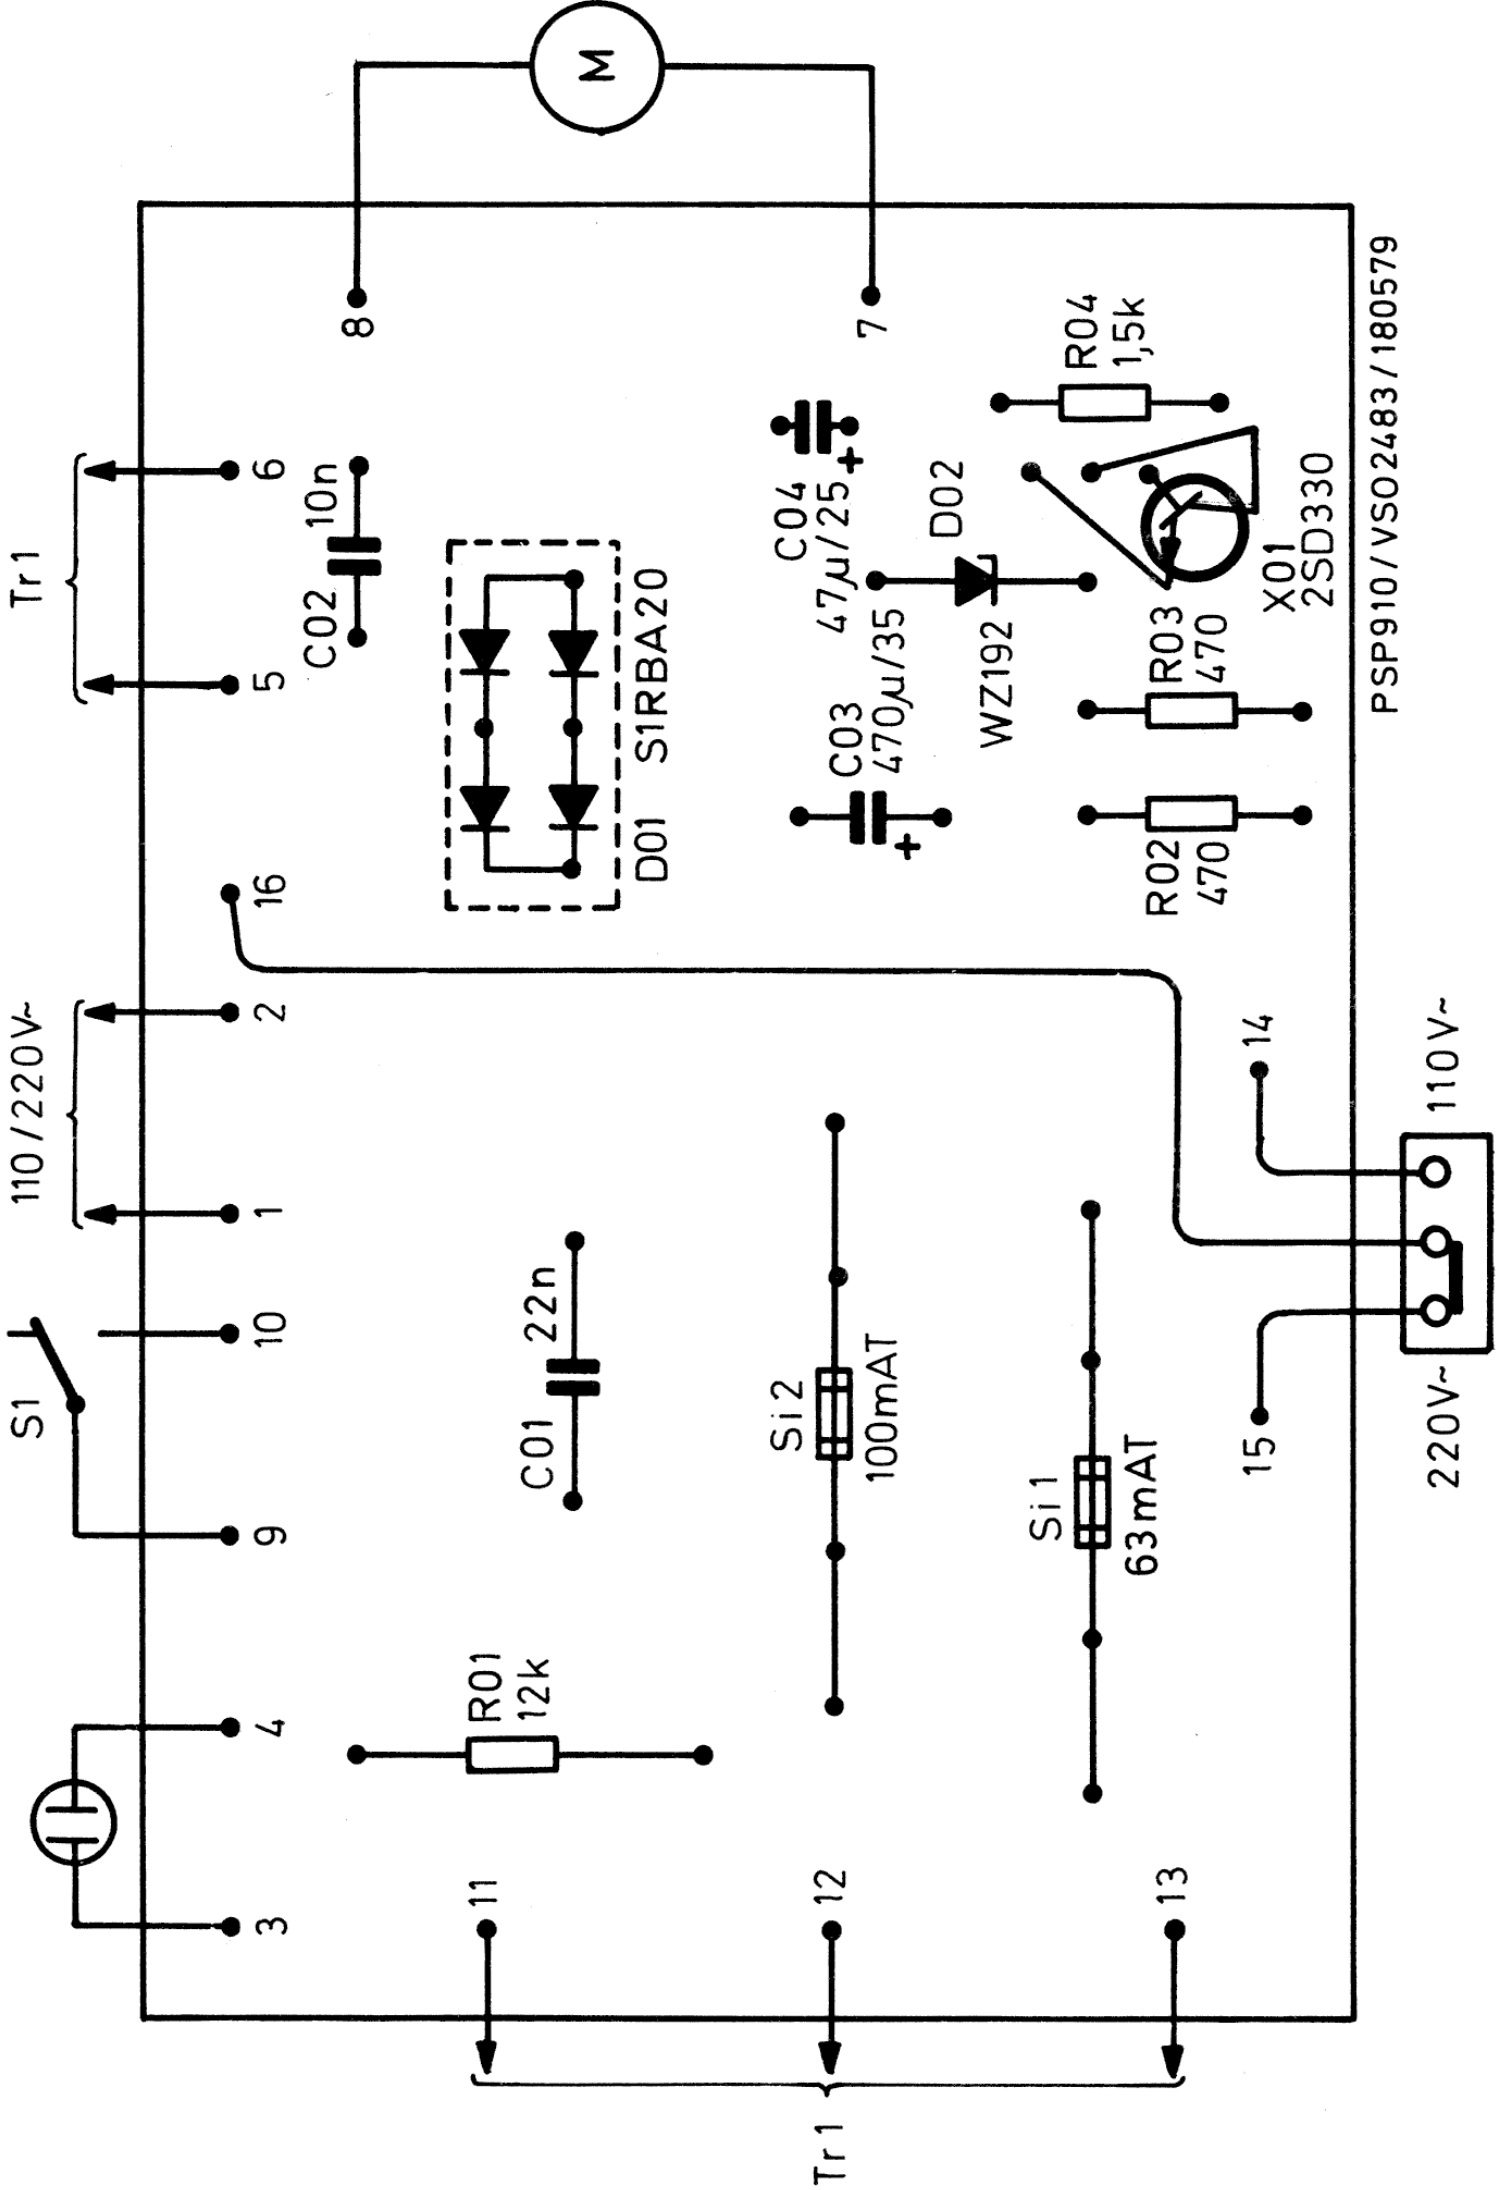 Tr1
11
12
13
3
4
9
10
1
2
16
5
6
S1
110/220V~
Tr1
R01
12k
C01 22n
Si2
100mAT
Si1
63mAT
15
14
220V~
110V~
C02 10n
D01 S1RBA20
8
7
M
C03
470µ/35
C04
47µ/25
+
+
WZ192 D02
R02
470
R03
470
X01
2SD330
R04
1,5k
PSP910/VSO2483/180579